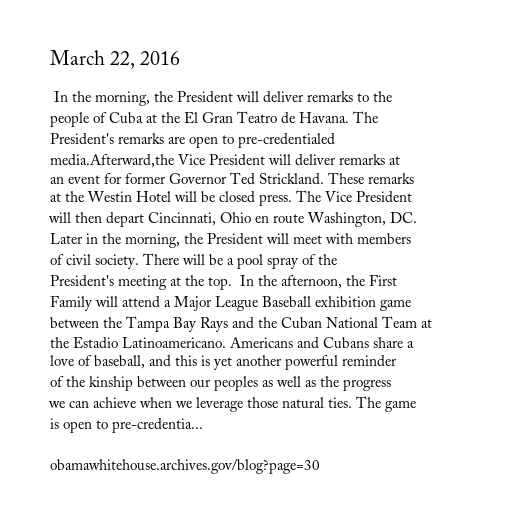 March 22, 2016
In the morning, the President will deliver remarks to the
people of Cuba at the El Gran Teatro de Havana. The
President's remarks are open to pre-credentialed
media.Afterward,the Vice President will deliver remarks at
an event for former Governor Ted Strickland. These remarks
at the Westin Hotel will be closed press. The Vice President
will then depart Cincinnati, Ohio en route Washington, DC.
Later in the morning, the President will meet with members
of civil society. There will be a pool spray of the
President's meeting at the top.  In the afternoon, the First
Family will attend a Major League Baseball exhibition game
between the Tampa Bay Rays and the Cuban National Team at
the Estadio Latinoamericano. Americans and Cubans share a
love of baseball, and this is yet another powerful reminder
of the kinship between our peoples as well as the progress
we can achieve when we leverage those natural ties. The game
is open to pre-credentia...
obamawhitehouse.archives.gov/blog?page=30